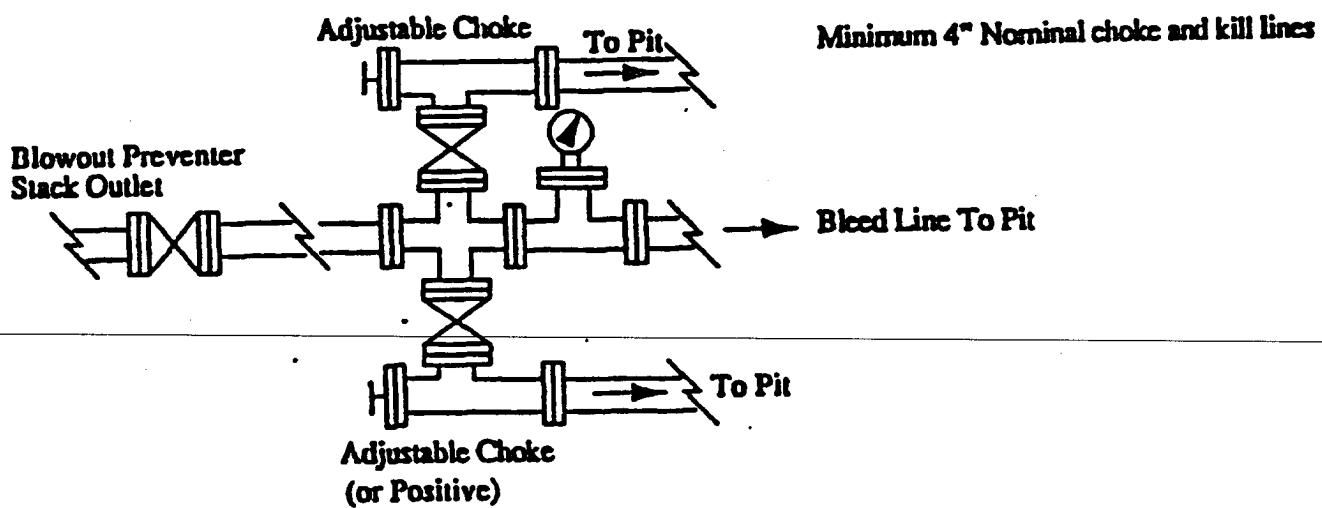 Adjustable Choke
To Pit
Minimum 4" Nominal choke and kill lines
Blowout Preventer
Stack Outlet
Bleed Line To Pit
To Pit
Adjustable Choke
(or Positive)